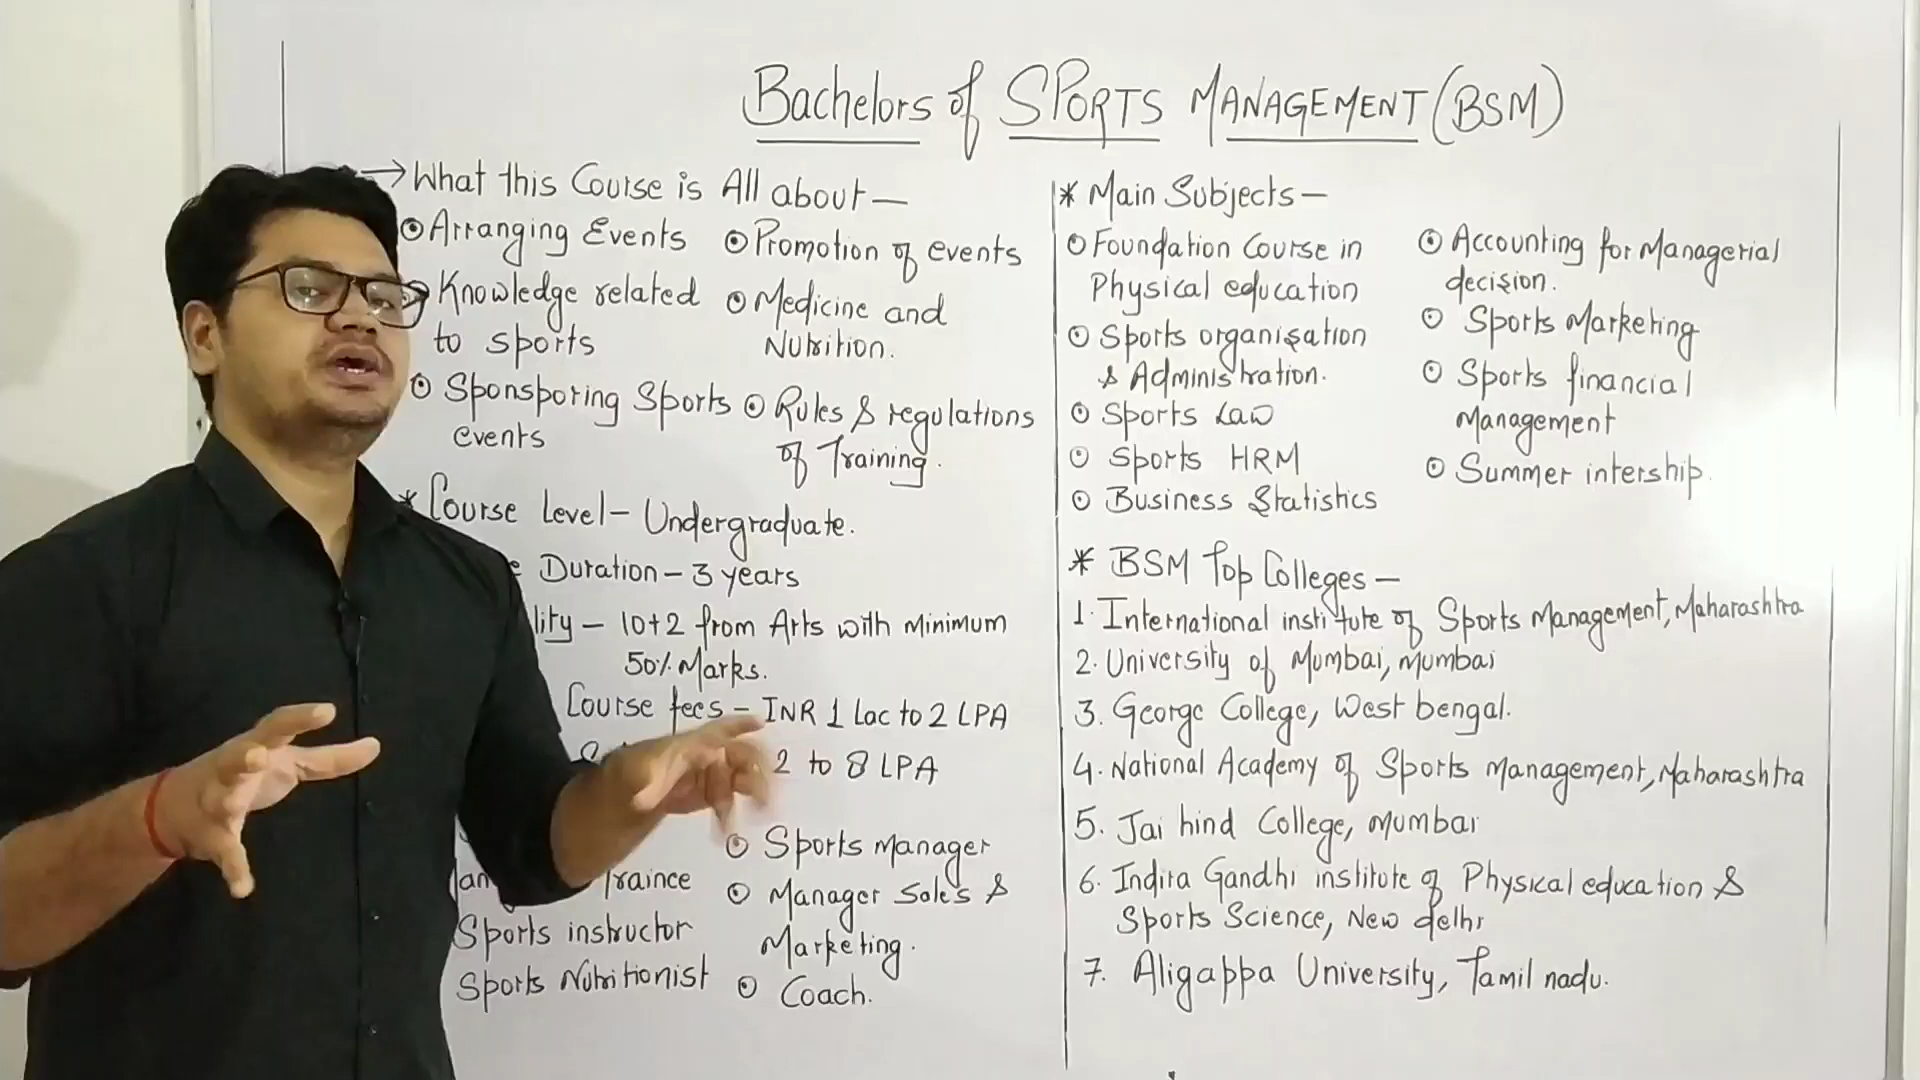 Bachelors of SPORTS MANAGEMENT (BSM)
→ What this Course is All about —
⊙ Arranging Events
⊙ Knowledge related
to sports
⊙ Sponsporing Sports
events
⊙ Promotion of events
⊙ Medicine and
Nutrition.
⊙ Rules & regulations
of Training.
* Course Level – Undergraduate.
Duration – 3 years
lity – 10+2 from Arts with minimum
50% Marks.
Course fees – INR 1 Lac to 2 LPA
2 to 8 LPA
Traince
Sports instructor
Sports Nutritionist
⊙ Sports manager
⊙ Manager Sales &
Marketing.
⊙ Coach.
* Main Subjects –
⊙ Foundation Course in
Physical education
⊙ Sports organisation
& Administration.
⊙ Sports Law
⊙ Sports HRM
⊙ Business Statistics
⊙ Accounting for Managerial
decision.
⊙ Sports Marketing
⊙ Sports financial
Management
⊙ Summer intership.
* BSM Top Colleges –
1. International institute of Sports Management, Maharashtra
2. University of Mumbai, Mumbai
3. George College, West bengal.
4. National Academy of Sports management, Maharashtra
5. Jai hind College, Mumbai
6. Indira Gandhi institute of Physical education &
Sports Science, New delhi
7. Aligappa University, Tamil nadu.